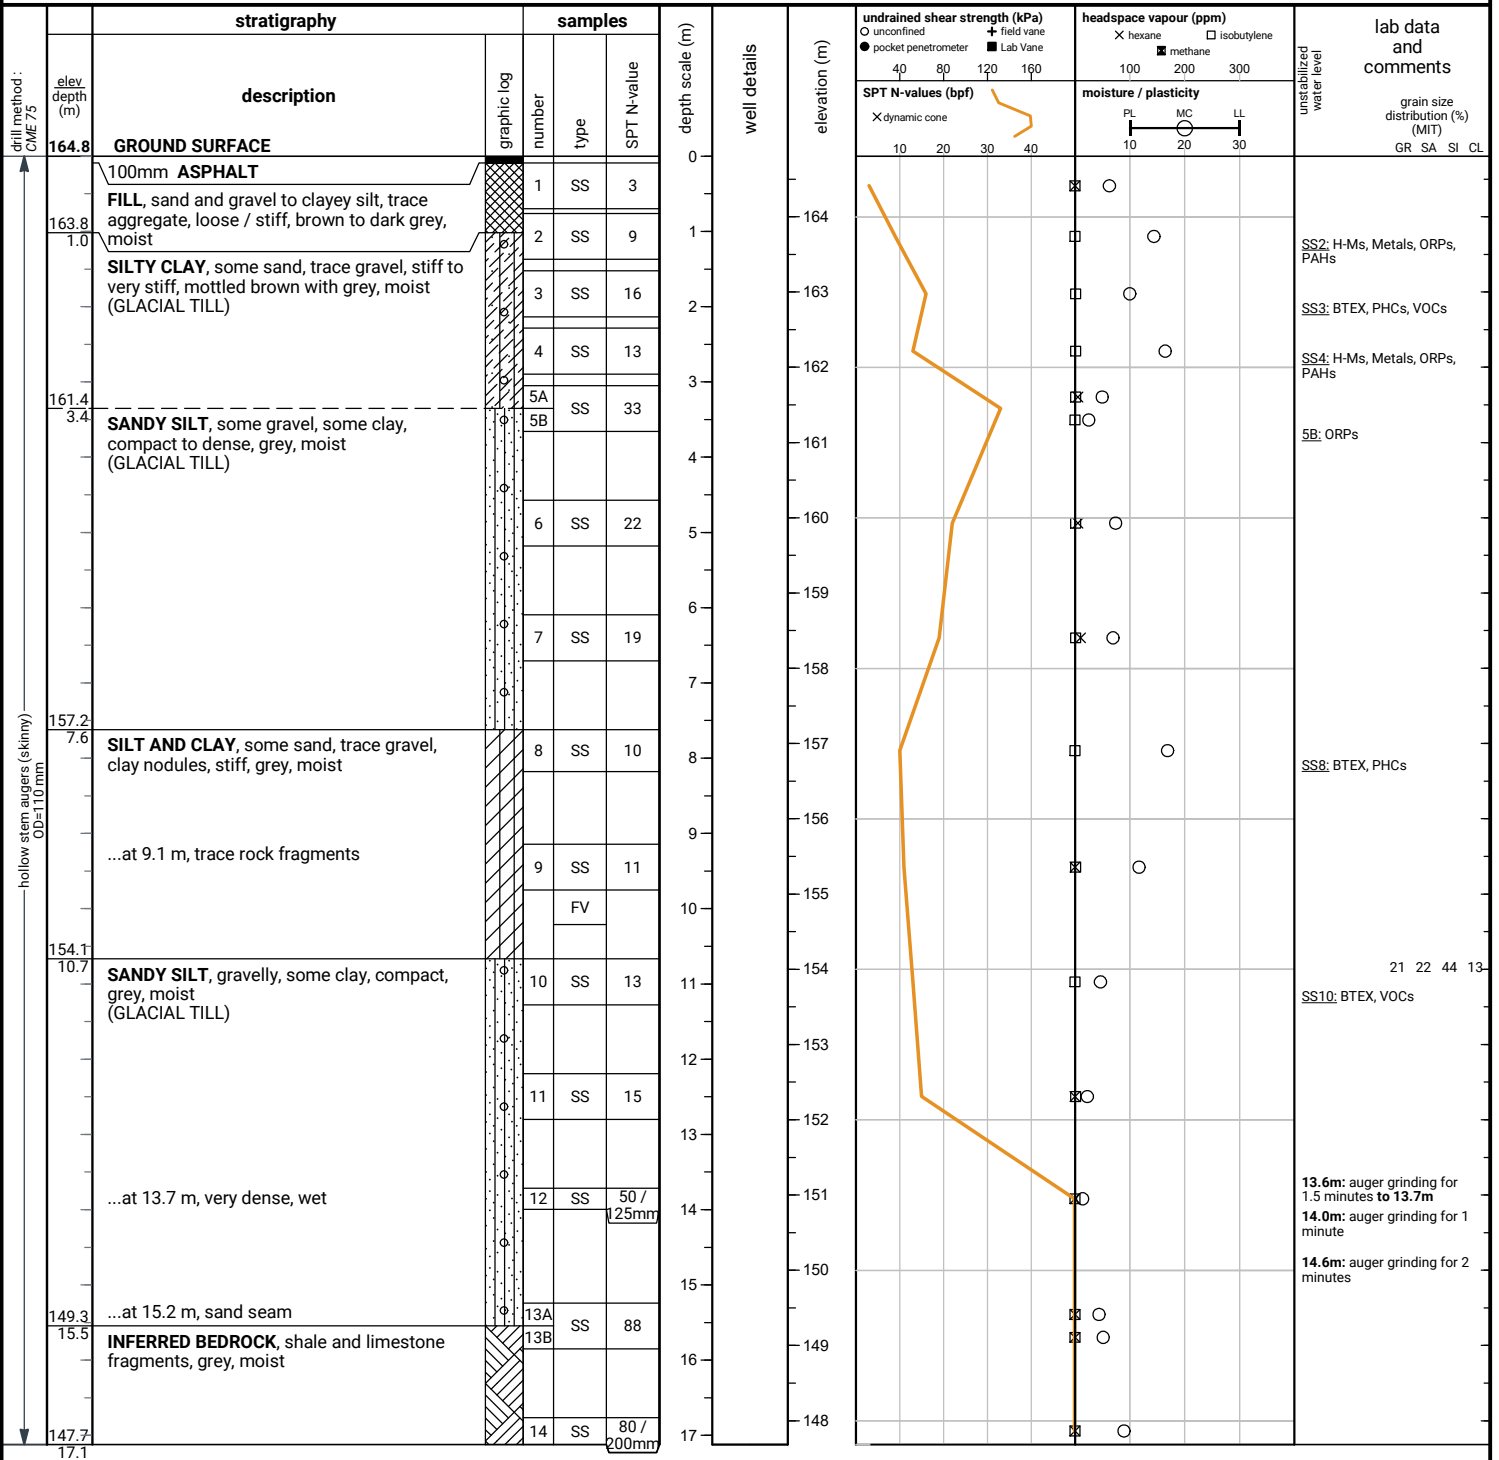 drill method :
CME 75
stratigraphy
elev
depth
(m)
description
graphic log
samples
number
type
SPT N-value
depth scale (m)
well details
elevation (m)
undrained shear strength (kPa)
unconfined
field vane
pocket penetrometer
Lab Vane
40 80 120 160
SPT N-values (bpf)
dynamic cone
10 20 30 40
headspace vapour (ppm)
hexane
isobutylene
methane
100 200 300
moisture / plasticity
PL MC LL
10 20 30
unstabilized
water level
lab data
and
comments
grain size
distribution (%)
(MIT)
GR SA SI CL
164.8 GROUND SURFACE
100mm ASPHALT
FILL, sand and gravel to clayey silt, trace
aggregate, loose / stiff, brown to dark grey,
moist
163.8
1.0
SILTY CLAY, some sand, trace gravel, stiff to
very stiff, mottled brown with grey, moist
(GLACIAL TILL)
161.4
3.4
SANDY SILT, some gravel, some clay,
compact to dense, grey, moist
(GLACIAL TILL)
157.2
7.6
SILT AND CLAY, some sand, trace gravel,
clay nodules, stiff, grey, moist
...at 9.1 m, trace rock fragments
154.1
10.7
SANDY SILT, gravelly, some clay, compact,
grey, moist
(GLACIAL TILL)
...at 13.7 m, very dense, wet
...at 15.2 m, sand seam
149.3
15.5
INFERRED BEDROCK, shale and limestone
fragments, grey, moist
147.7
17.1
hollow stem augers (skinny)
OD=110 mm
1 SS 3
2 SS 9
3 SS 16
4 SS 13
5A
SS 33
5B
6 SS 22
7 SS 19
8 SS 10
9 SS 11
FV
10 SS 13
11 SS 15
12 SS 50 /
125mm
13A
SS 88
13B
14 SS 80 /
200mm
0
1
2
3
4
5
6
7
8
9
10
11
12
13
14
15
16
17
164
163
162
161
160
159
158
157
156
155
154
153
152
151
150
149
148
SS2: H-Ms, Metals, ORPs,
PAHs
SS3: BTEX, PHCs, VOCs
SS4: H-Ms, Metals, ORPs,
PAHs
5B: ORPs
SS8: BTEX, PHCs
21 22 44 13
SS10: BTEX, VOCs
13.6m: auger grinding for
1.5 minutes to 13.7m
14.0m: auger grinding for 1
minute
14.6m: auger grinding for 2
minutes